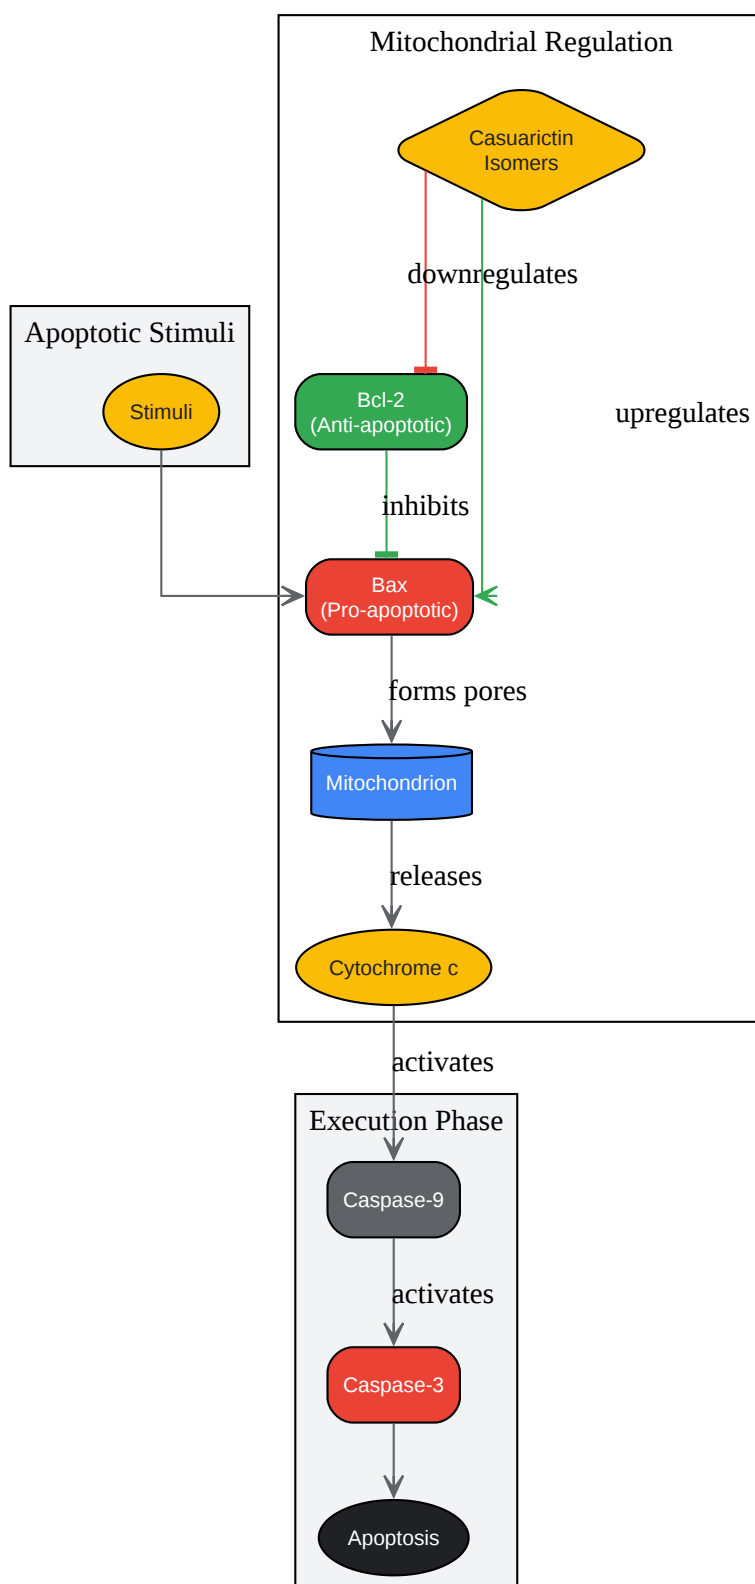 Mitochondrial Regulation
Casuarictin
Isomers
downregulates
Apoptotic Stimuli
Stimuli
Bcl-2
(Anti-apoptotic)
upregulates
inhibits
Bax
(Pro-apoptotic)
forms pores
Mitochondrion
releases
Cytochrome c
activates
Execution Phase
Caspase-9
activates
Caspase-3
Apoptosis